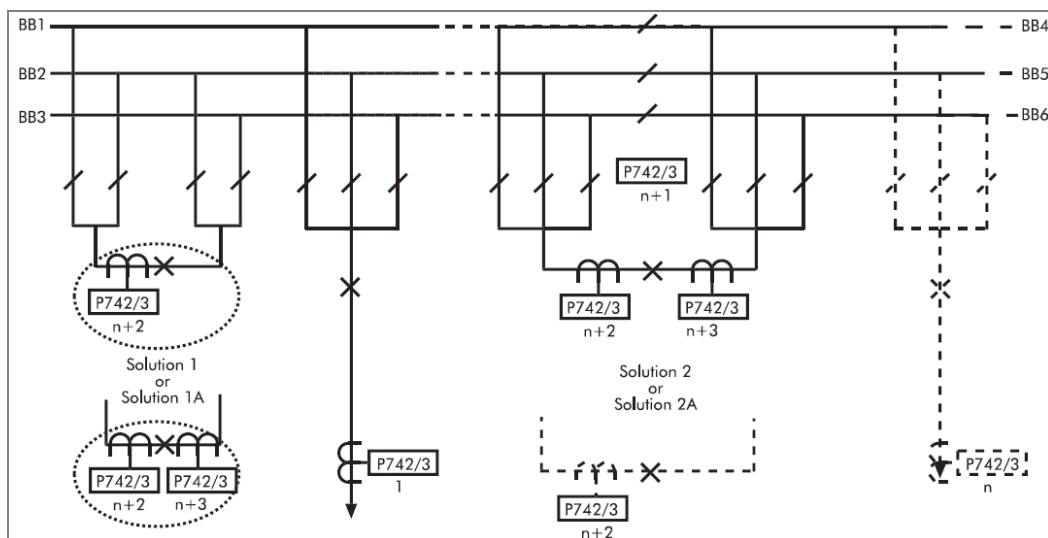 BB1
BB4
BB2
BB5
BB3
BB6
P742/3
n+1
P742/3
n+2
P742/3
n+2
P742/3
n+3
Solution 1
or
Solution 1A
Solution 2
or
Solution 2A
P742/3
n+2
P742/3
n+3
P742/3
1
P742/3
n+2
P742/3
n